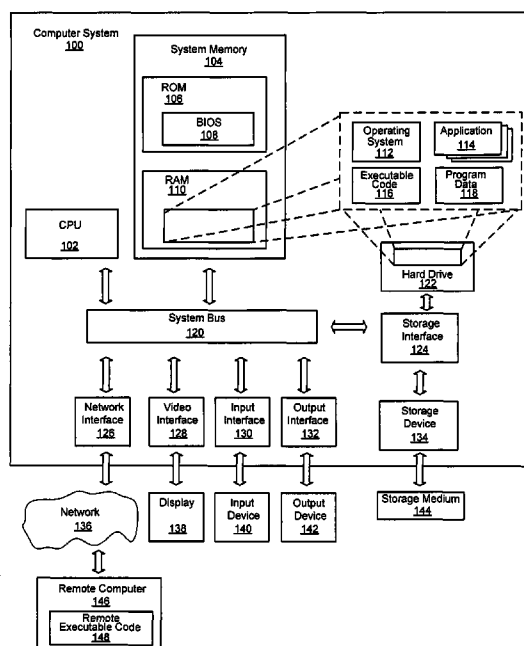 Computer System
100
System Memory
104
ROM
106
BIOS
108
RAM
110
Operating
System
112
Application
114
Executable
Code
116
Program
Data
118
CPU
102
Hard Drive
122
System Bus
120
Storage
Interface
124
Network
Interface
126
Video
Interface
128
Input
Interface
130
Output
Interface
132
Storage
Device
134
Network
136
Display
138
Input
Device
140
Output
Device
142
Storage Medium
144
Remote Computer
146
Remote
Executable Code
148